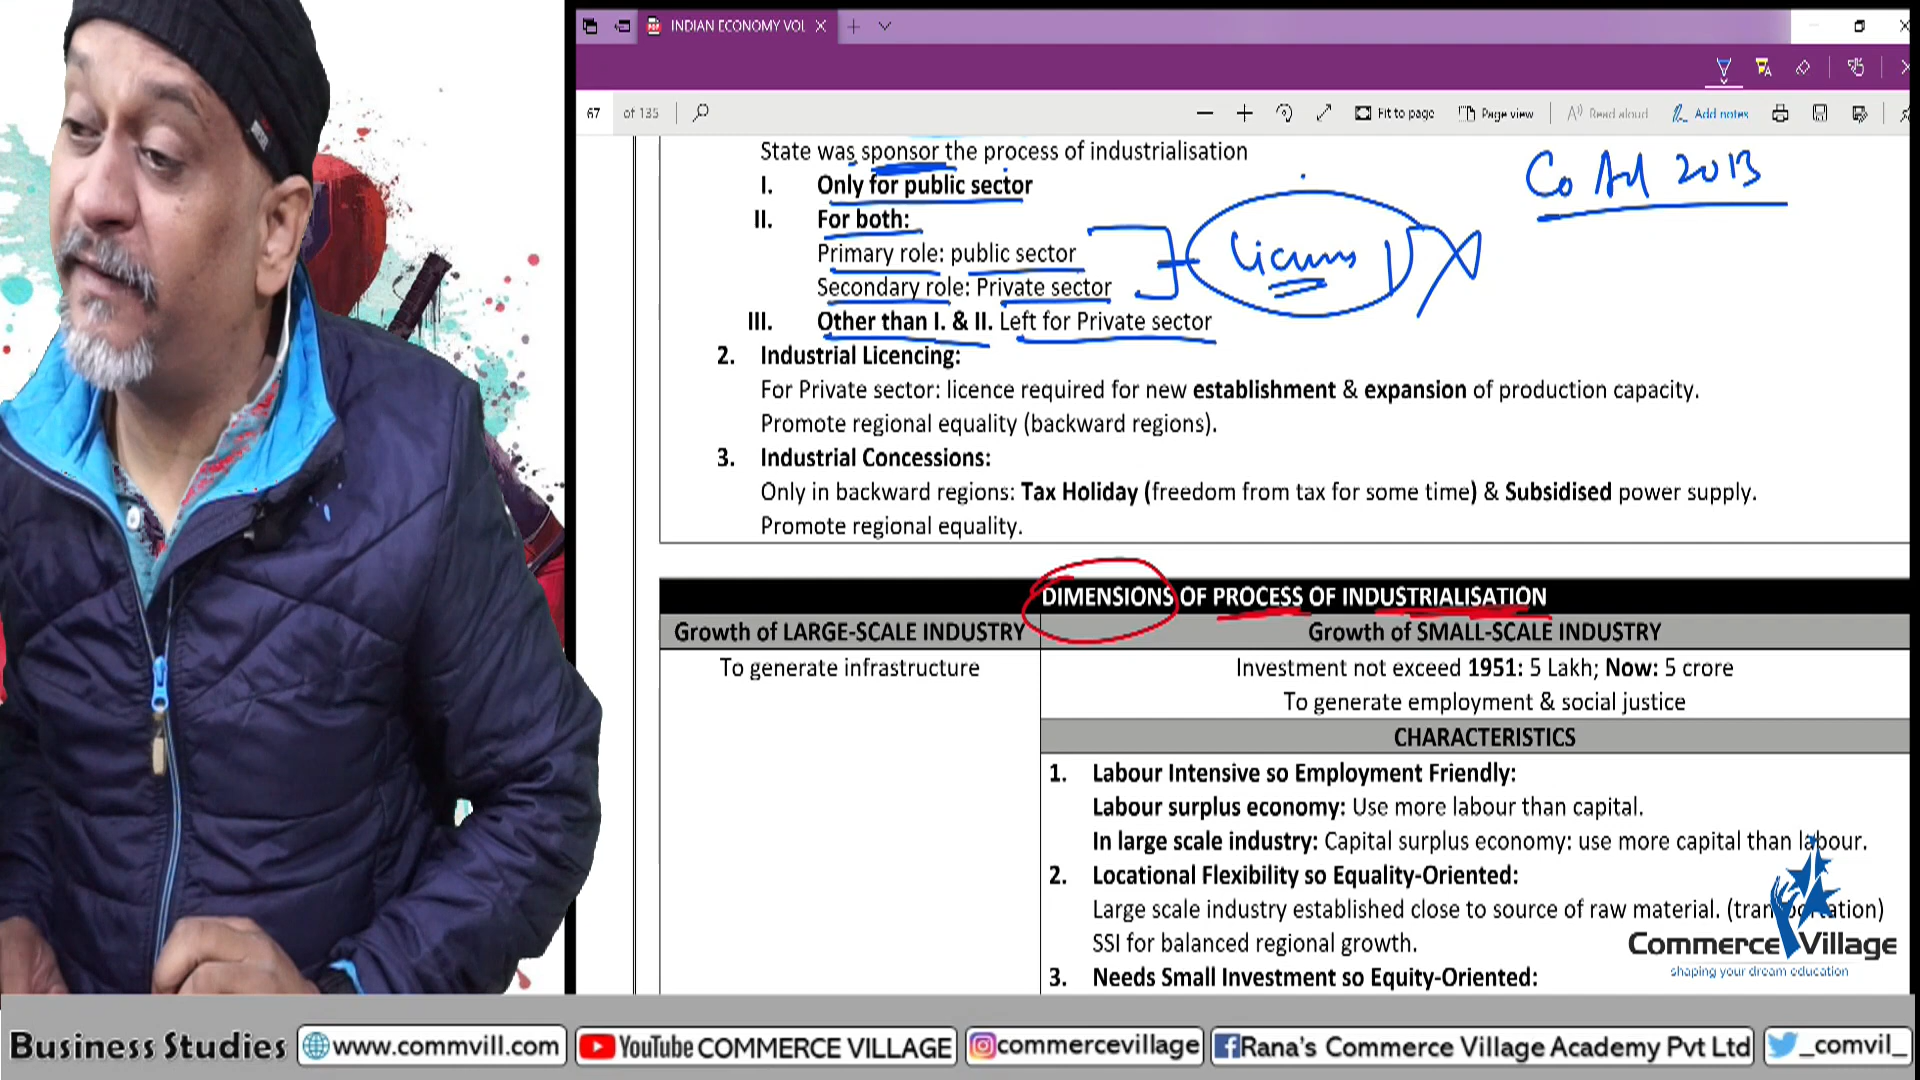 INDIAN ECONOMY VOL
67 of 135
Fit to page
Page view
Read aloud
Add notes
State was sponsor the process of industrialisation
Co Act 2013
I. Only for public sector
II. For both:
Primary role: public sector
Secondary role: Private sector
III. Other than I. & II. Left for Private sector
2. Industrial Licencing:
For Private sector: licence required for new establishment & expansion of production capacity.
Promote regional equality (backward regions).
3. Industrial Concessions:
Only in backward regions: Tax Holiday (freedom from tax for some time) & Subsidised power supply.
Promote regional equality.
DIMENSIONS OF PROCESS OF INDUSTRIALISATION
Growth of LARGE-SCALE INDUSTRY
Growth of SMALL-SCALE INDUSTRY
To generate infrastructure
Investment not exceed 1951: 5 Lakh; Now: 5 crore
To generate employment & social justice
CHARACTERISTICS
1. Labour Intensive so Employment Friendly:
Labour surplus economy: Use more labour than capital.
In large scale industry: Capital surplus economy: use more capital than labour.
2. Locational Flexibility so Equality-Oriented:
Large scale industry established close to source of raw material. (transportation)
SSI for balanced regional growth.
3. Needs Small Investment so Equity-Oriented:
Commerce Village
shaping your dream education
Business Studies
www.commvill.com
YouTube COMMERCE VILLAGE
commercevillage
Rana's Commerce Village Academy Pvt Ltd
_comvil_